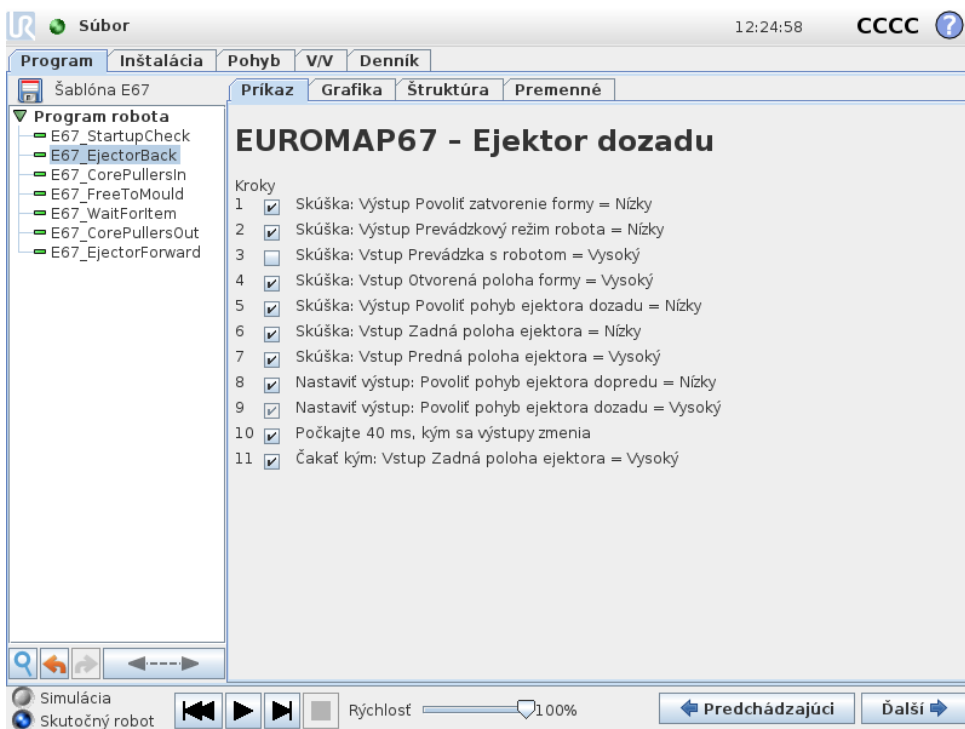 UR Súbor 12:24:58 CCCC ?
Program Inštalácia Pohyb V/V Denník
Šablóna E67
Príkaz Grafika Štruktúra Premenné
Program robota
E67_StartupCheck
E67_EjectorBack
E67_CorePullersIn
E67_FreeToMould
E67_WaitForItem
E67_CorePullersOut
E67_EjectorForward
EUROMAP67 – Ejektor dozadu
Kroky
1 Skúška: Výstup Povoliť zatvorenie formy = Nízky
2 Skúška: Výstup Prevádzkový režim robota = Nízky
3 Skúška: Vstup Prevádzka s robotom = Vysoký
4 Skúška: Vstup Otvorená poloha formy = Vysoký
5 Skúška: Výstup Povoliť pohyb ejektora dozadu = Nízky
6 Skúška: Vstup Zadná poloha ejektora = Nízky
7 Skúška: Vstup Predná poloha ejektora = Vysoký
8 Nastaviť výstup: Povoliť pohyb ejektora dopredu = Nízky
9 Nastaviť výstup: Povoliť pohyb ejektora dozadu = Vysoký
10 Počkajte 40 ms, kým sa výstupy zmenia
11 Čakať kým: Vstup Zadná poloha ejektora = Vysoký
Simulácia
Skutočný robot
Rýchlosť 100%
Predchádzajúci
Ďalší